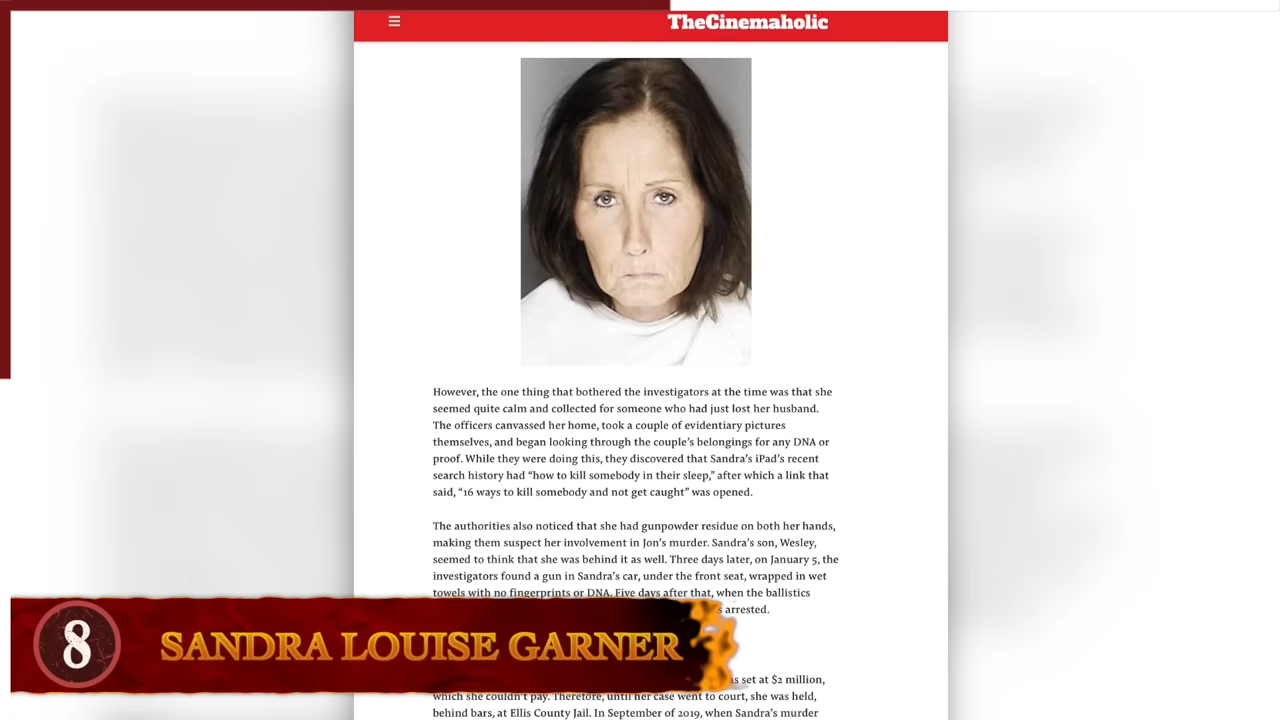 TheCinemaholic
However, the one thing that bothered the investigators at the time was that she
seemed quite calm and collected for someone who had just lost her husband.
The officers canvassed her home, took a couple of evidentiary pictures
themselves, and began looking through the couple's belongings for any DNA or
proof. While they were doing this, they discovered that Sandra's iPad's recent
search history had “how to kill somebody in their sleep,” after which a link that
said, “16 ways to kill somebody and not get caught” was opened.
The authorities also noticed that she had gunpowder residue on both her hands,
making them suspect her involvement in Jon's murder. Sandra's son, Wesley,
seemed to think that she was behind it as well. Three days later, on January 5, the
investigators found a gun in Sandra's car, under the front seat, wrapped in wet
towels with no fingerprints or DNA. Five days after that, when the ballistics
arrested.
8
SANDRA LOUISE GARNER
set at $2 million,
which she couldn't pay. Therefore, until her case went to court, she was held,
behind bars, at Ellis County Jail. In September of 2019, when Sandra's murder